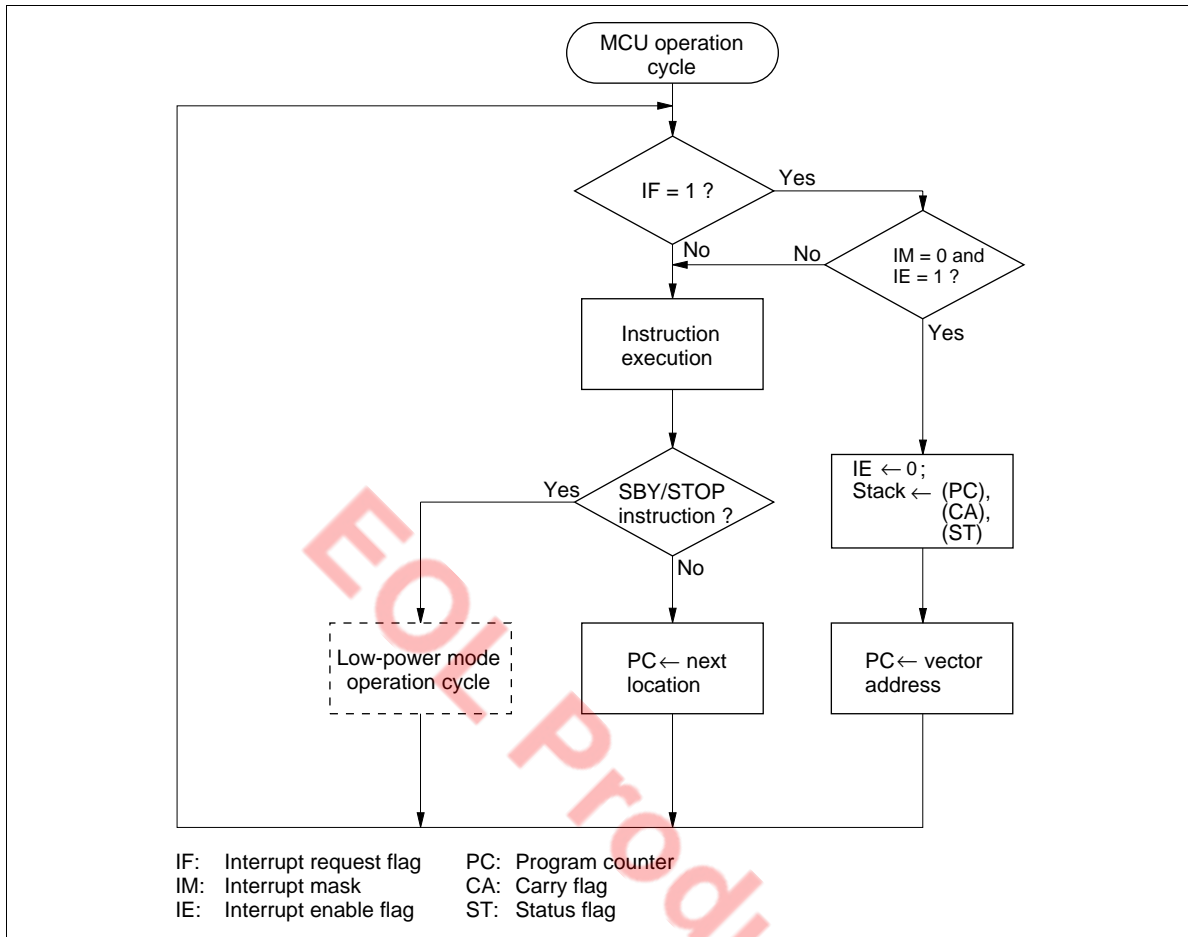 MCU operation
cycle
IF = 1 ?
Yes
No
No
IM = 0 and
IE = 1 ?
Yes
Instruction
execution
IE ← 0 ;
Stack ← (PC),
(CA),
(ST)
Yes
SBY/STOP
instruction ?
No
Low-power mode
operation cycle
PC ← next
location
PC ← vector
address
IF: Interrupt request flag PC: Program counter
IM: Interrupt mask CA: Carry flag
IE: Interrupt enable flag ST: Status flag
EOL Produ